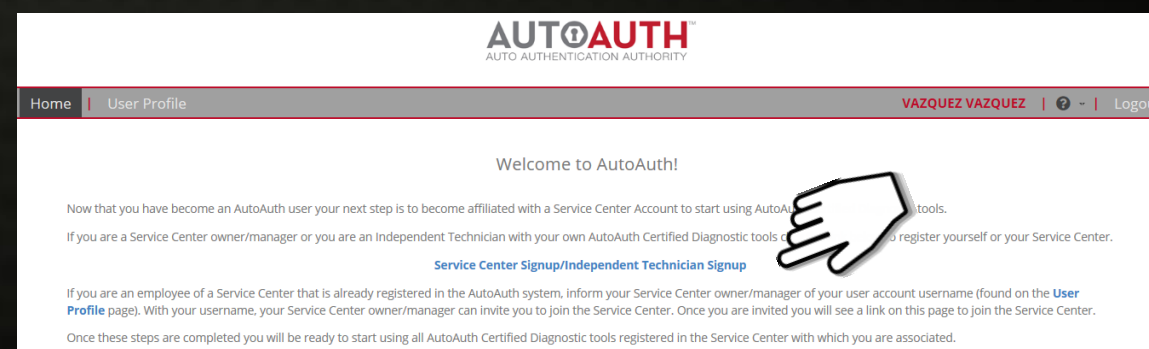 AUTOAUTH™
AUTO AUTHENTICATION AUTHORITY
Home | User Profile VAZQUEZ VAZQUEZ | ? | Logou
Welcome to AutoAuth!
Now that you have become an AutoAuth user your next step is to become affiliated with a Service Center Account to start using AutoAu tools.
If you are a Service Center owner/manager or you are an Independent Technician with your own AutoAuth Certified Diagnostic tools register yourself or your Service Center.
Service Center Signup/Independent Technician Signup
If you are an employee of a Service Center that is already registered in the AutoAuth system, inform your Service Center owner/manager of your user account username (found on the User
Profile page). With your username, your Service Center owner/manager can invite you to join the Service Center. Once you are invited you will see a link on this page to join the Service Center.
Once these steps are completed you will be ready to start using all AutoAuth Certified Diagnostic tools registered in the Service Center with which you are associated.